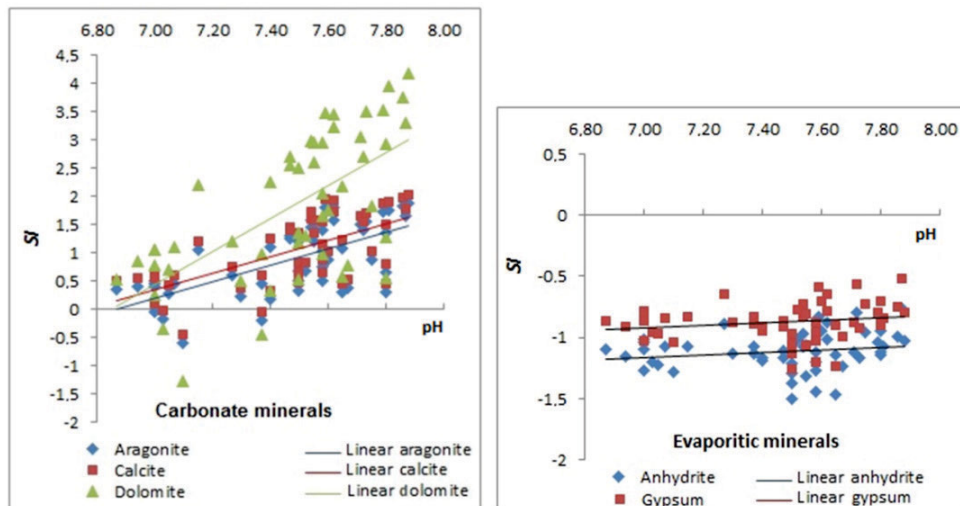 6.80 7.00 7.20 7.40 7.60 7.80 8.00
4.5
4
3.5
3
2.5
2
1.5
1
0.5
0
-0.5
-1
-1.5
-2
SI
pH
Carbonate minerals
Aragonite Linear aragonite
Calcite Linear calcite
Dolomite Linear dolomite
6,80 7,00 7,20 7,40 7,60 7,80 8,00
0,5
0
-0,5
-1
-1,5
-2
SI
pH
Evaporitic minerals
Anhydrite Linear anhydrite
Gypsum Linear gypsum